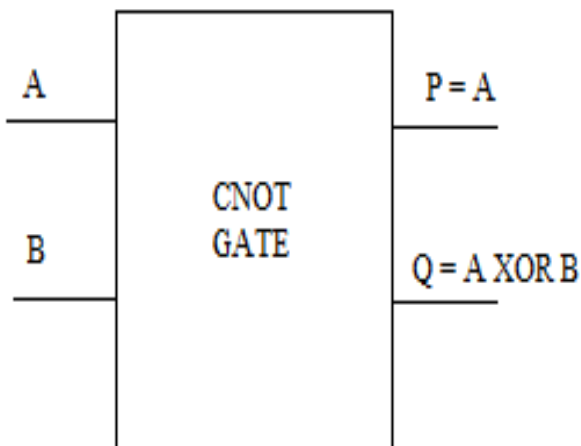 A
P = A
CNOT
GATE
B
Q = A XOR B